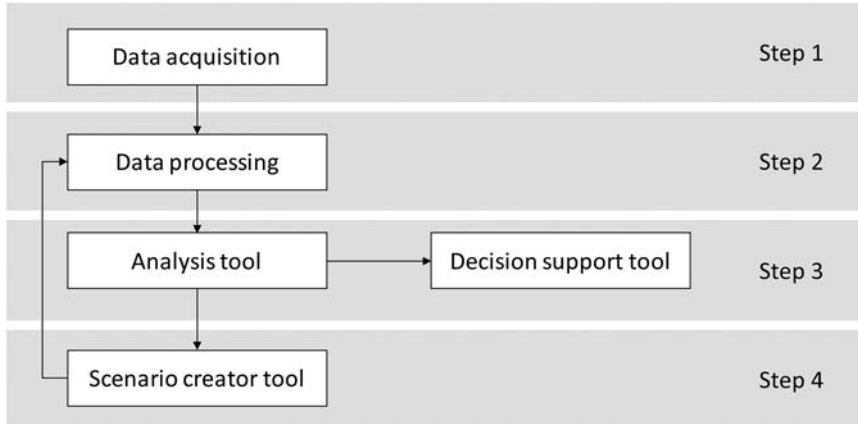 Data acquisition
Step 1
Data processing
Step 2
Analysis tool
Decision support tool
Step 3
Scenario creator tool
Step 4